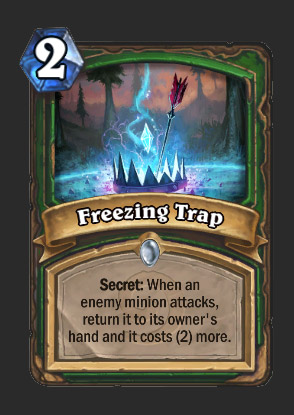 2
Freezing Trap
Secret: When an
enemy minion attacks,
return it to its owner's
hand and it costs (2) more.